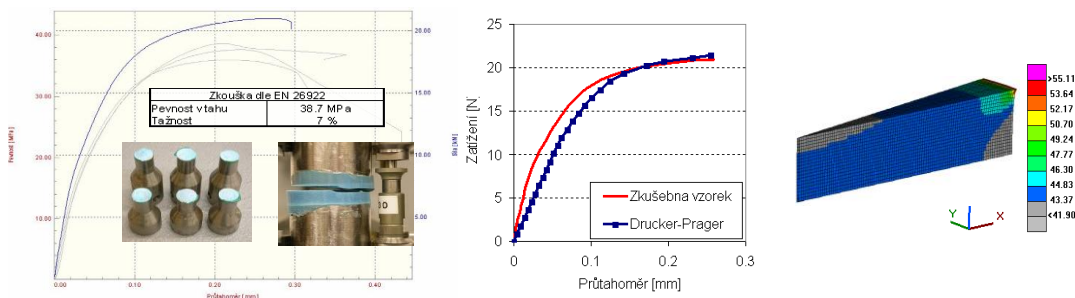 40.00
30.00
20.00
10.00
Pevnost [MPa]
Zkouška dle EN 26922
Pevnost v tahu 38.7 MPa
Tažnost 7 %
20.00
15.00
10.00
5.00
Síla [kN]
0.00 0.10 0.20 0.30 0.40
Průtahoměr [mm]
25
20
15
10
5
0
Zatížení [N]
Zkušebna vzorek
Drucker-Prager
0 0.1 0.2 0.3
Průtahoměr [mm]
>55.11
53.64
52.17
50.70
49.24
47.77
46.30
44.83
43.37
<41.90
Y Z X